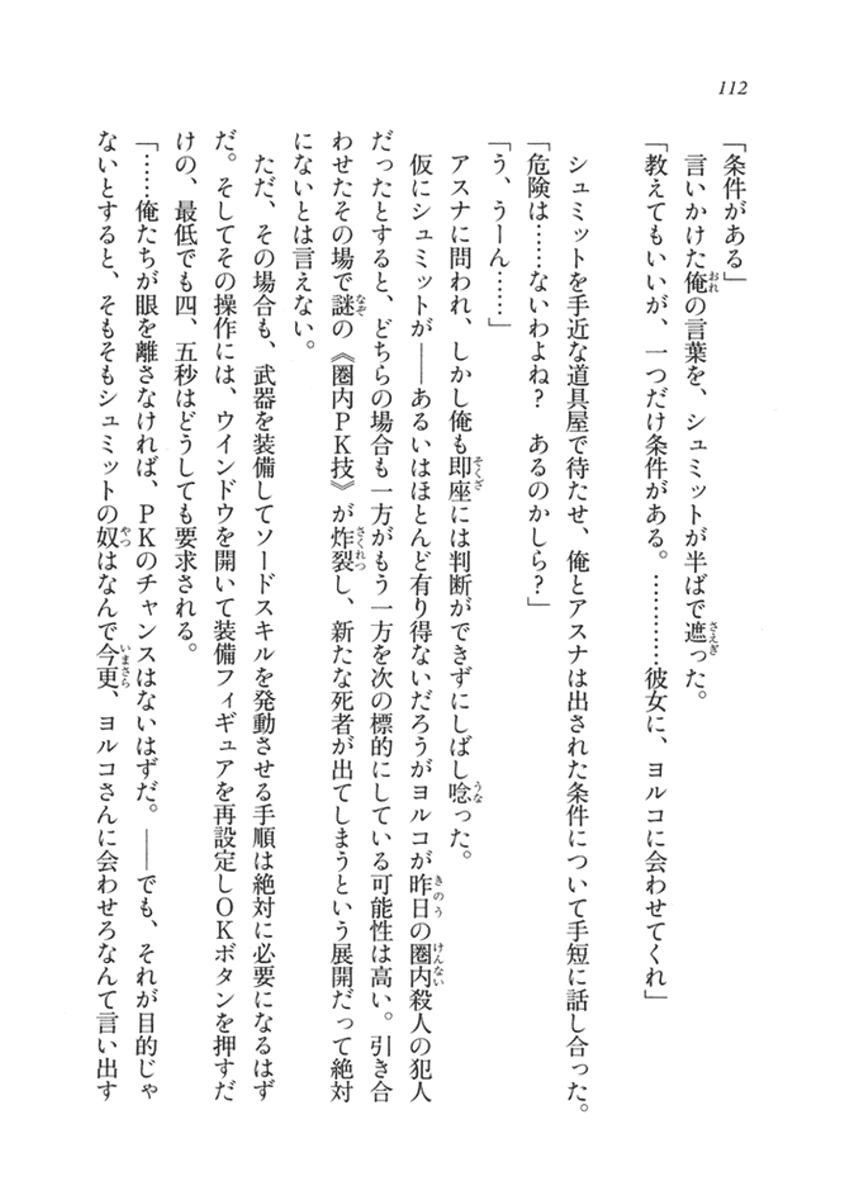 112
「条件がある」
言いかけた俺の言葉を、シュミットが半ばで遮った。
「教えてもいいが、一つだけ条件がある。…………彼女に、ヨルコに会わせてくれ」
シュミットを手近な道具屋で待たせ、俺とアスナは出された条件について手短に話し合った。
「危険は……ないわよね？　あるのかしら？」
「う、うーん……」
アスナに問われ、しかし俺も即座には判断ができずにしばし唸った。
仮にシュミットが――あるいはほとんど有り得ないだろうがヨルコが昨日の圏内殺人の犯人
だったとすると、どちらの場合も一方がもう一方を次の標的にしている可能性は高い。引き合
わせたその場で謎の《圏内ＰＫ技》が炸裂し、新たな死者が出てしまうという展開だって絶対
にないとは言えない。
ただ、その場合も、武器を装備してソードスキルを発動させる手順は絶対に必要になるはず
だ。そしてその操作には、ウインドウを開いて装備フィギュアを再設定しＯＫボタンを押すだ
けの、最低でも四、五秒はどうしても要求される。
「……俺たちが眼を離さなければ、ＰＫのチャンスはないはずだ。――でも、それが目的じゃ
ないとすると、そもそもシュミットの奴はなんで今更、ヨルコさんに会わせろなんて言い出す